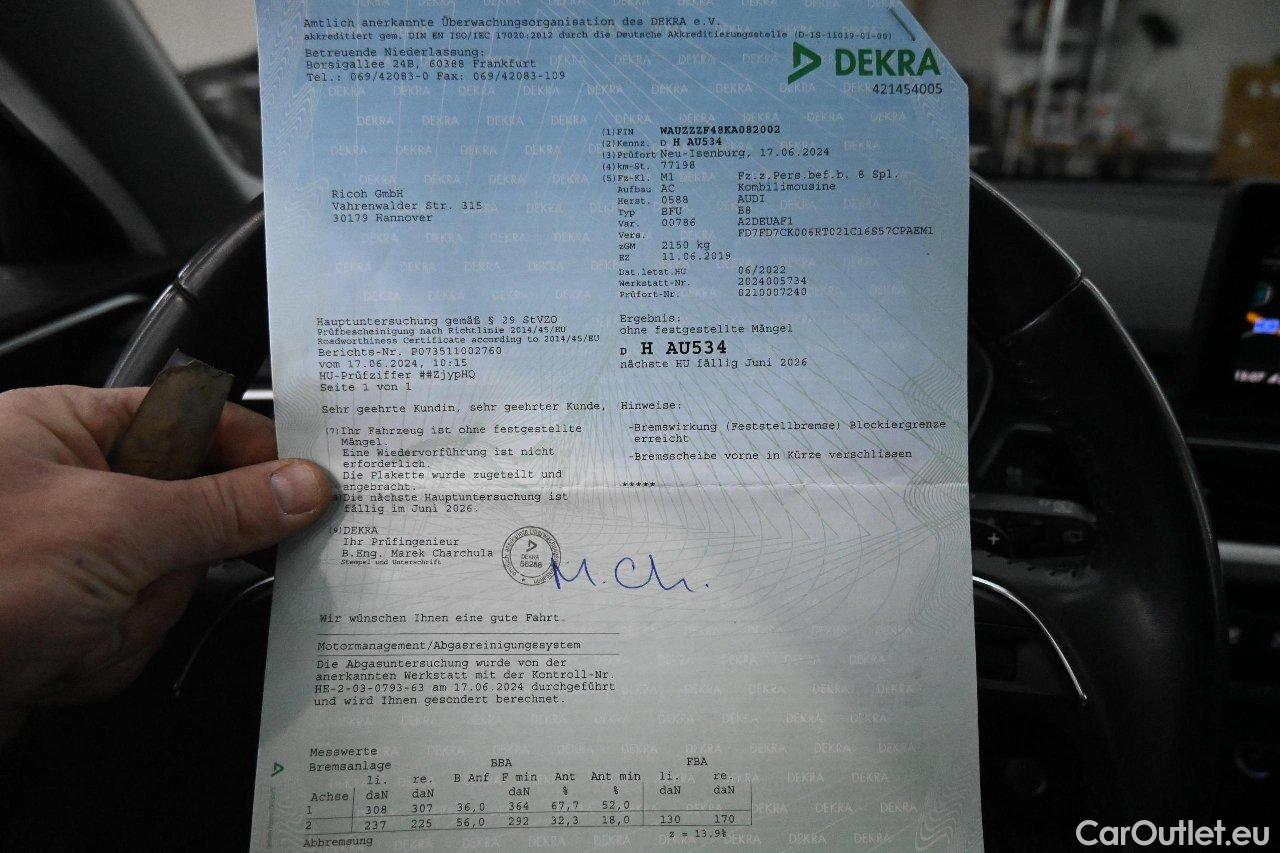 Amtlich anerkannte Überwachungsorganisation des DEKRA e.V.
akkreditiert gem. DIN EN ISO/IEC 17020:2012 durch die Deutsche Akkreditierungsstelle (D-IS-11019-01-00)
Betreuende Niederlassung:
Borsigallee 24B, 60388 Frankfurt
Tel.: 069/42083-0 Fax: 069/42083-109
DEKRA
421454005
(1)FIN WAUZZZF48KA082002
(2)Kennz. D H AU534
(3)Prüfort Neu-Isenburg, 17.06.2024
(4)km-St. 77198
(5)Fz-Kl. M1 Fz.z.Pers.bef.b. 8 Spl.
Aufbau AC Kombilimousine
Herst. 0588 AUDI
Typ BFU B8
Var. 00786 A2DEUAF1
Vers. FD7FD7CK006RT021C16S57CPAEM1
zGM 2150 kg
EZ 11.06.2019
Dat.letzt.HU 06/2022
Werkstatt-Nr. 2024005734
Prüfort-Nr. 0210007240
Ricoh GmbH
Vahrenwalder Str. 315
30179 Hannover
Hauptuntersuchung gemäß § 29 StVZO
Prüfbescheinigung nach Richtlinie 2014/45/EU
Roadworthiness Certificate according to 2014/45/EU
Berichts-Nr. P073511002760
vom 17.06.2024, 10:15
HU-Prüfziffer ##ZjypHQ
Seite 1 von 1
Ergebnis:
ohne festgestellte Mängel
D H AU534
nächste HU fällig Juni 2026
Sehr geehrte Kundin, sehr geehrter Kunde,
(7)Ihr Fahrzeug ist ohne festgestellte
Mängel.
Eine Wiedervorführung ist nicht
erforderlich.
Die Plakette wurde zugeteilt und
angebracht.
Die nächste Hauptuntersuchung ist
fällig im Juni 2026.
(9)DEKRA
Ihr Prüfingenieur
B.Eng. Marek Charchula
Stempel und Unterschrift
Hinweise:
-Bremswirkung (Feststellbremse) Blockiergrenze
erreicht
-Bremsscheibe vorne in Kürze verschlissen
*****
DEKRA
56288
M. Ch.
Wir wünschen Ihnen eine gute Fahrt.
Motormanagement/Abgasreinigungssystem
Die Abgasuntersuchung wurde von der
anerkannten Werkstatt mit der Kontroll-Nr.
HE-2-03-0793-63 am 17.06.2024 durchgeführt
und wird Ihnen gesondert berechnet.
Messwerte
Bremsanlage BBA FBA
li. re. B Anf F min Ant Ant min li. re.
Achse daN daN daN % % daN daN
1 308 307 36,0 364 67,7 52,0
2 237 225 56,0 292 32,3 18,0 130 170
Abbremsung z = 13.9%
CarOutlet.eu